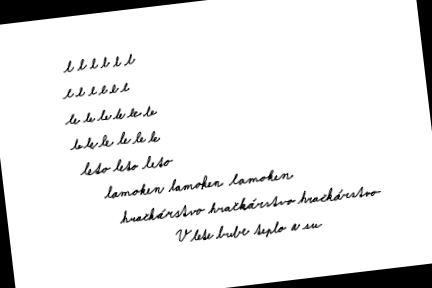 l l l l l l
l l l l l l
le le le le le le
le le le le le le
leto leto leto
lamoken lamoken lamoken
hračkárstvo hračkárstvo hračkárstvo
V lete bube teplo a su